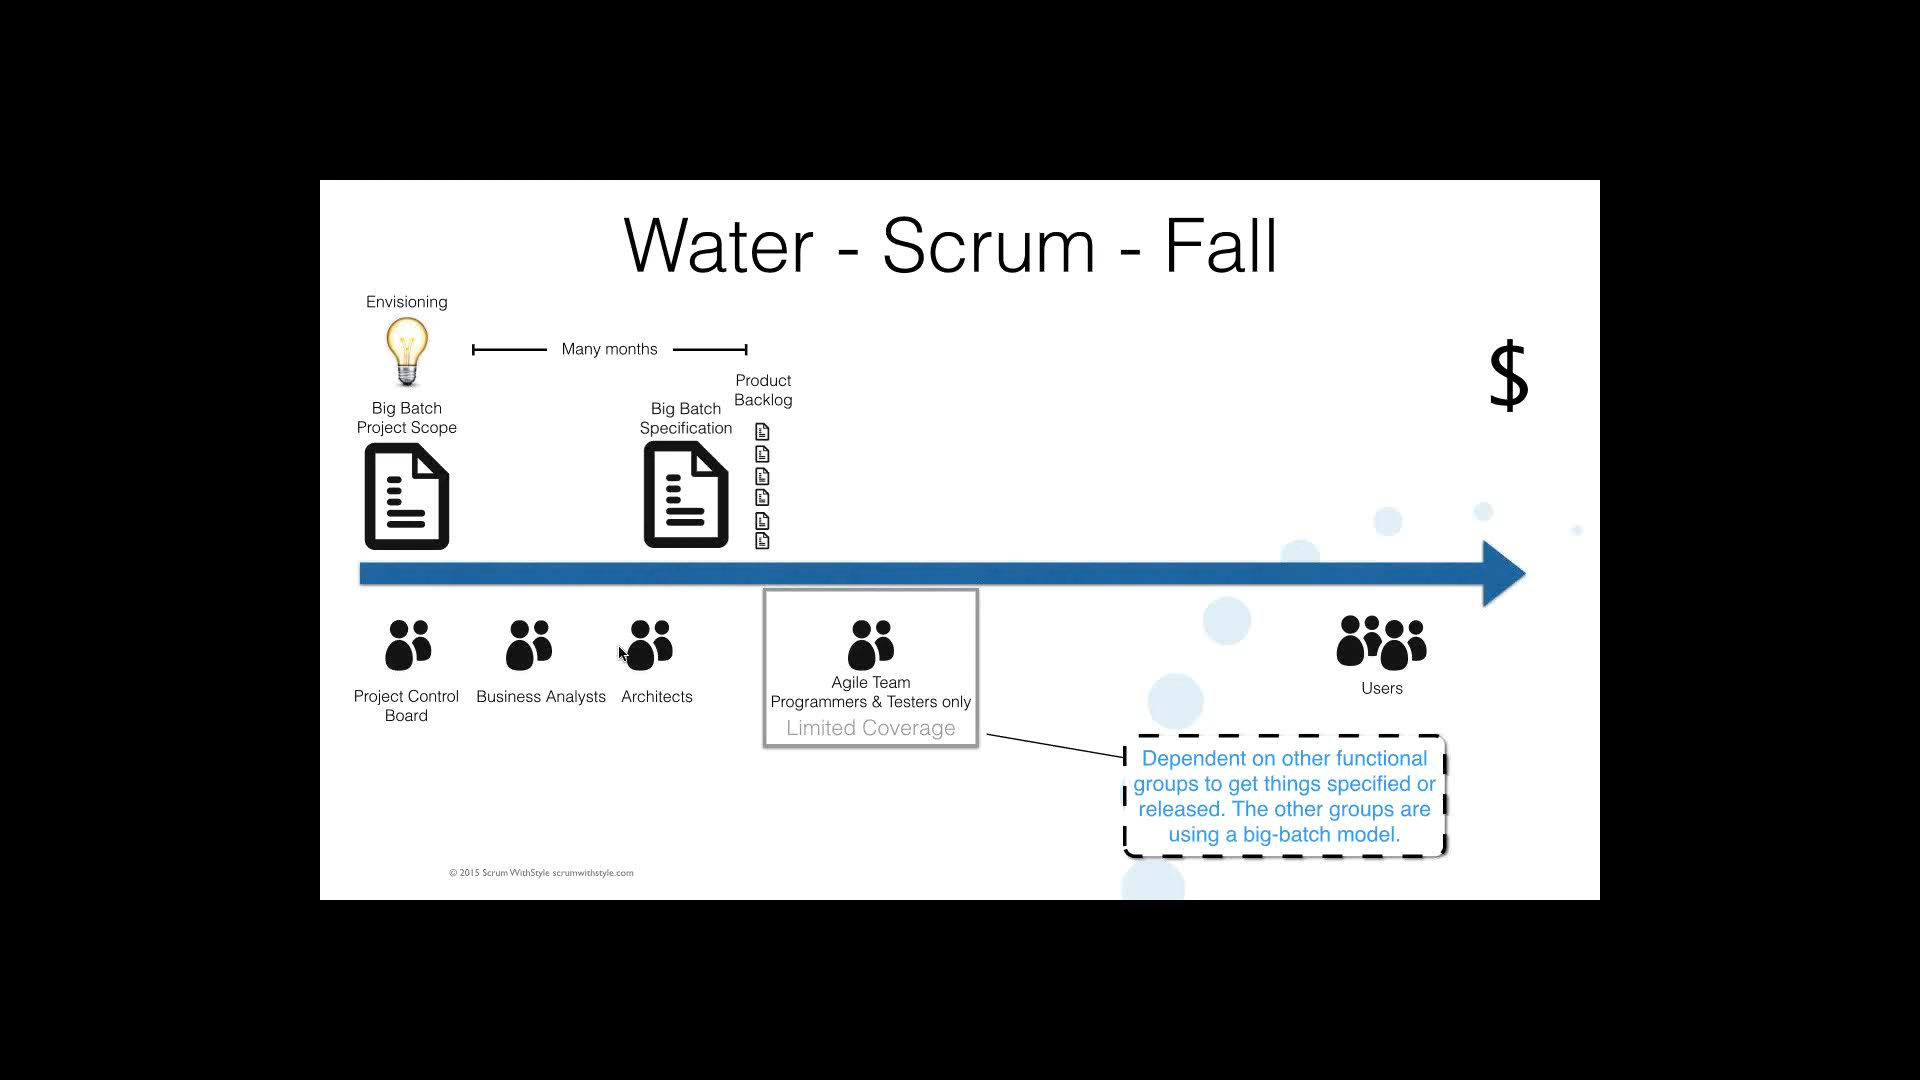 Water - Scrum - Fall
Envisioning
Many months
$
Product
Backlog
Big Batch
Project Scope
Big Batch
Specification
Project Control
Board
Business Analysts
Architects
Agile Team
Programmers & Testers only
Limited Coverage
Users
Dependent on other functional
groups to get things specified or
released. The other groups are
using a big-batch model.
© 2015 Scrum WithStyle scrumwithstyle.com